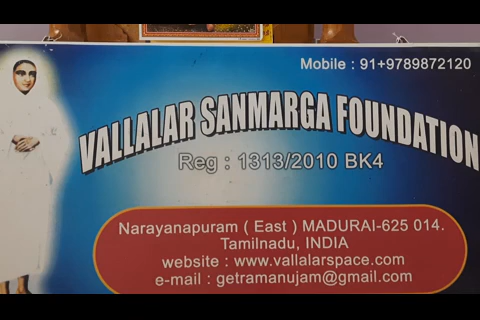 Mobile : 91+9789872120
VALLALAR SANMARGA FOUNDATION
Reg : 1313/2010 BK4
Narayanapuram ( East ) MADURAI-625 014.
Tamilnadu, INDIA
website : www.vallalarspace.com
e-mail : getramanujam@gmail.com